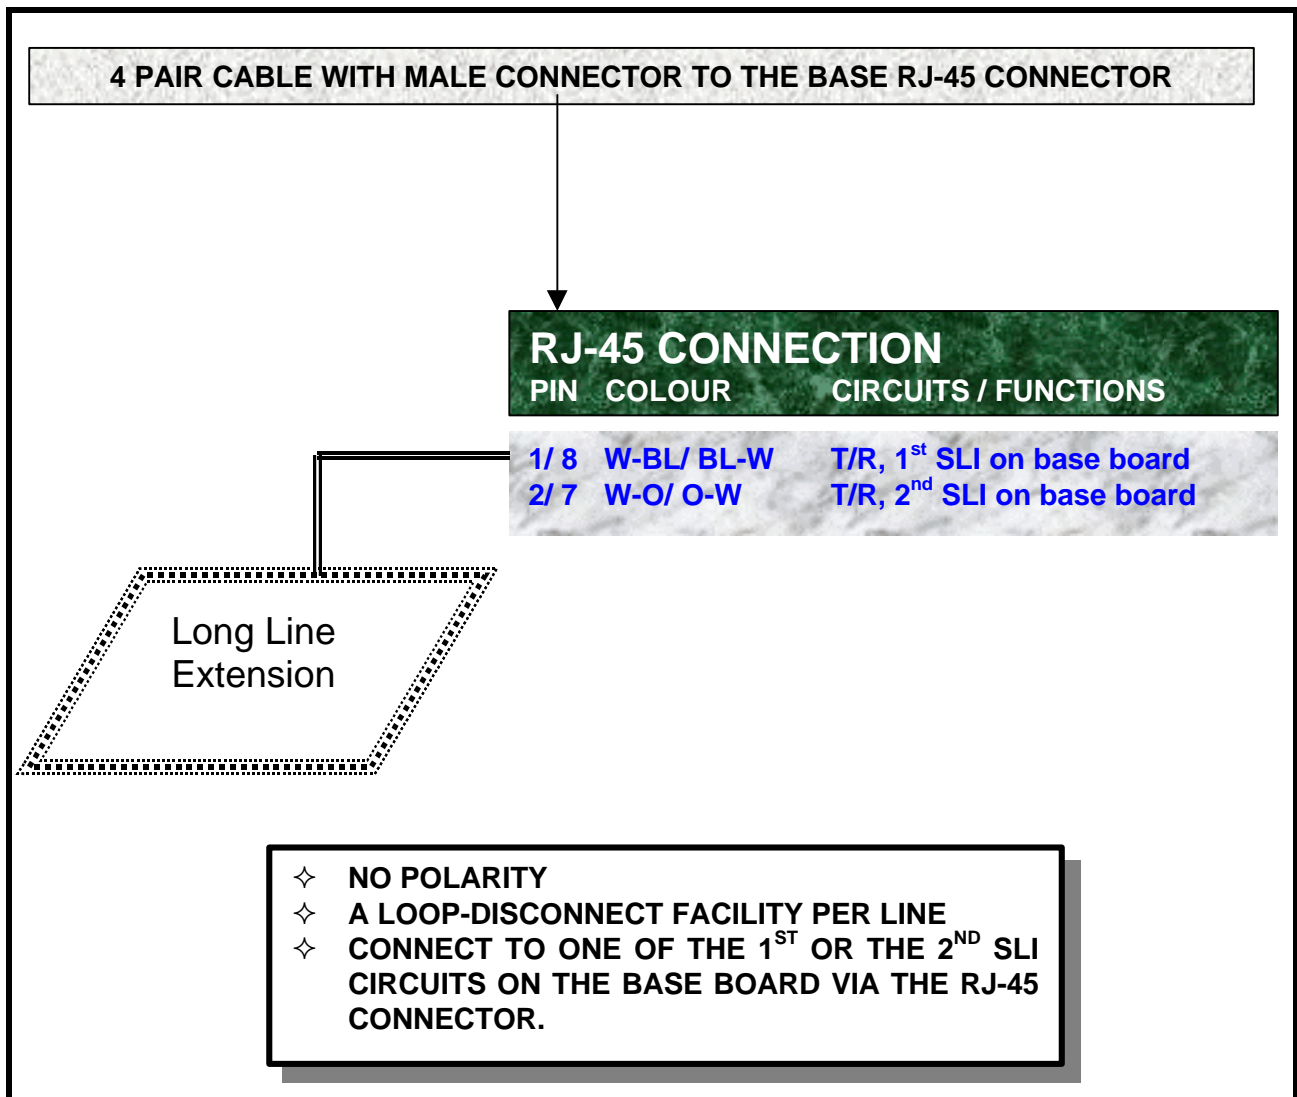 4 PAIR CABLE WITH MALE CONNECTOR TO THE BASE RJ-45 CONNECTOR
RJ-45 CONNECTION
PIN COLOUR CIRCUITS / FUNCTIONS
1/ 8 W-BL/ BL-W T/R, 1st SLI on base board
2/ 7 W-O/ O-W T/R, 2nd SLI on base board
Long Line
Extension
✧ NO POLARITY
✧ A LOOP-DISCONNECT FACILITY PER LINE
✧ CONNECT TO ONE OF THE 1ST OR THE 2ND SLI
CIRCUITS ON THE BASE BOARD VIA THE RJ-45
CONNECTOR.